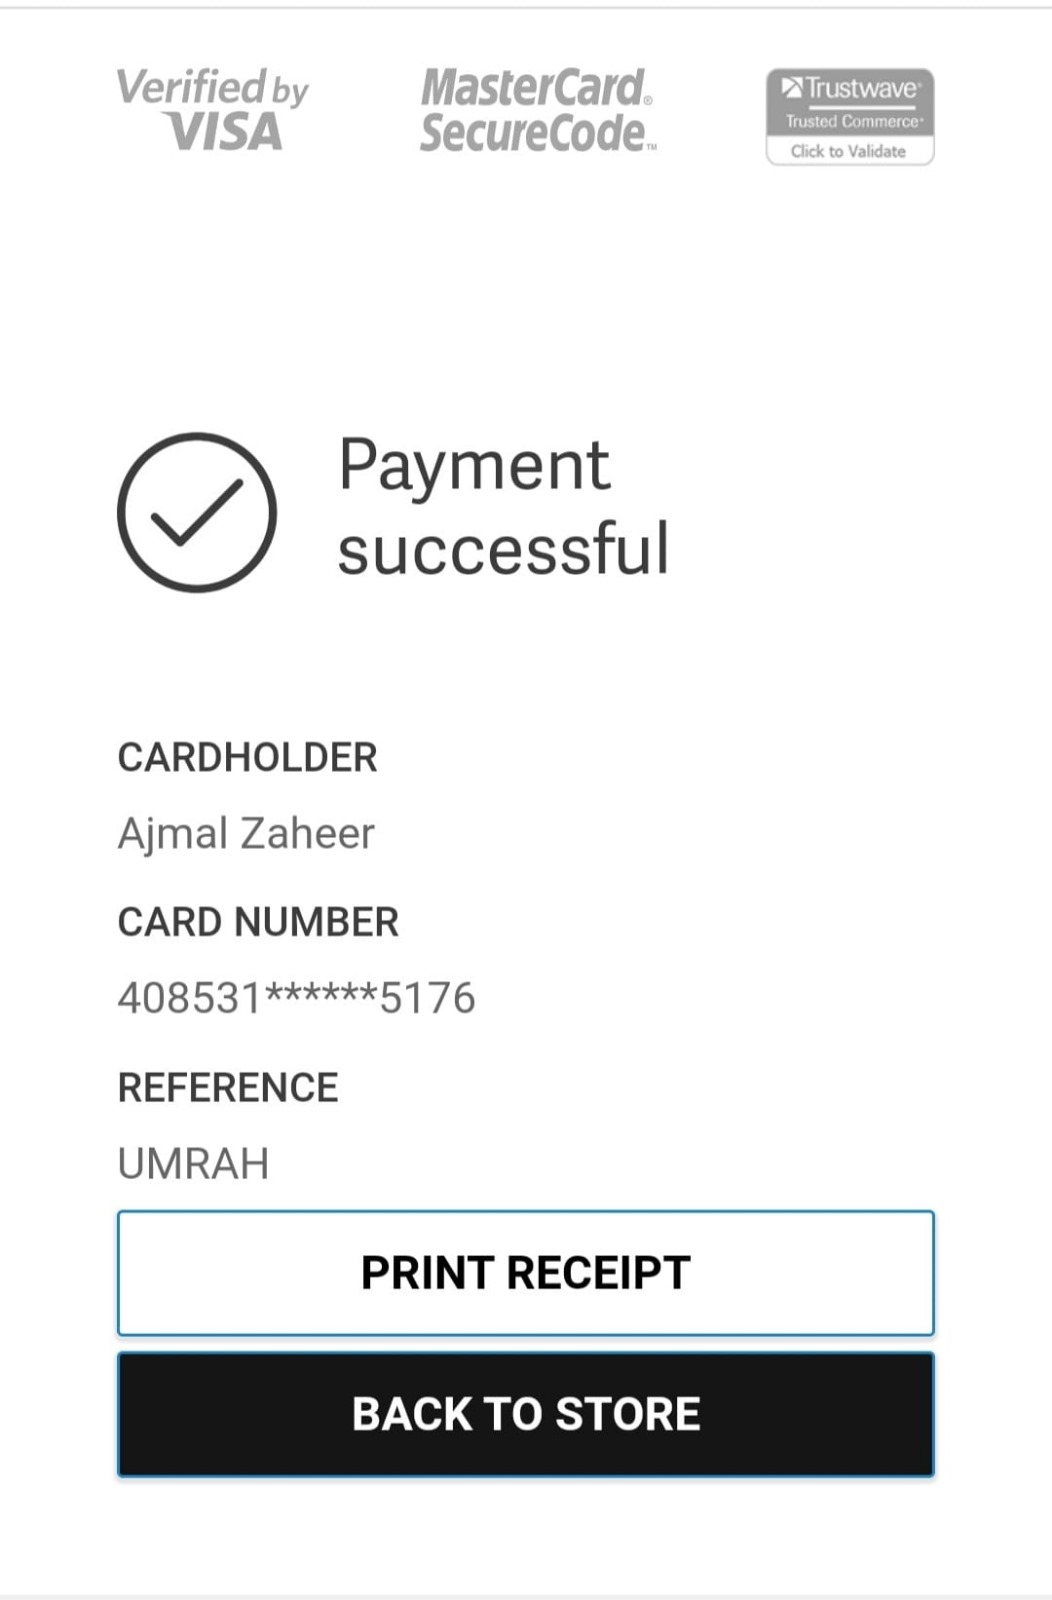 Verified by
VISA
MasterCard®
SecureCode™
Trustwave®
Trusted Commerce®
Click to Validate
Payment
successful
CARDHOLDER
Ajmal Zaheer
CARD NUMBER
408531******5176
REFERENCE
UMRAH
PRINT RECEIPT
BACK TO STORE